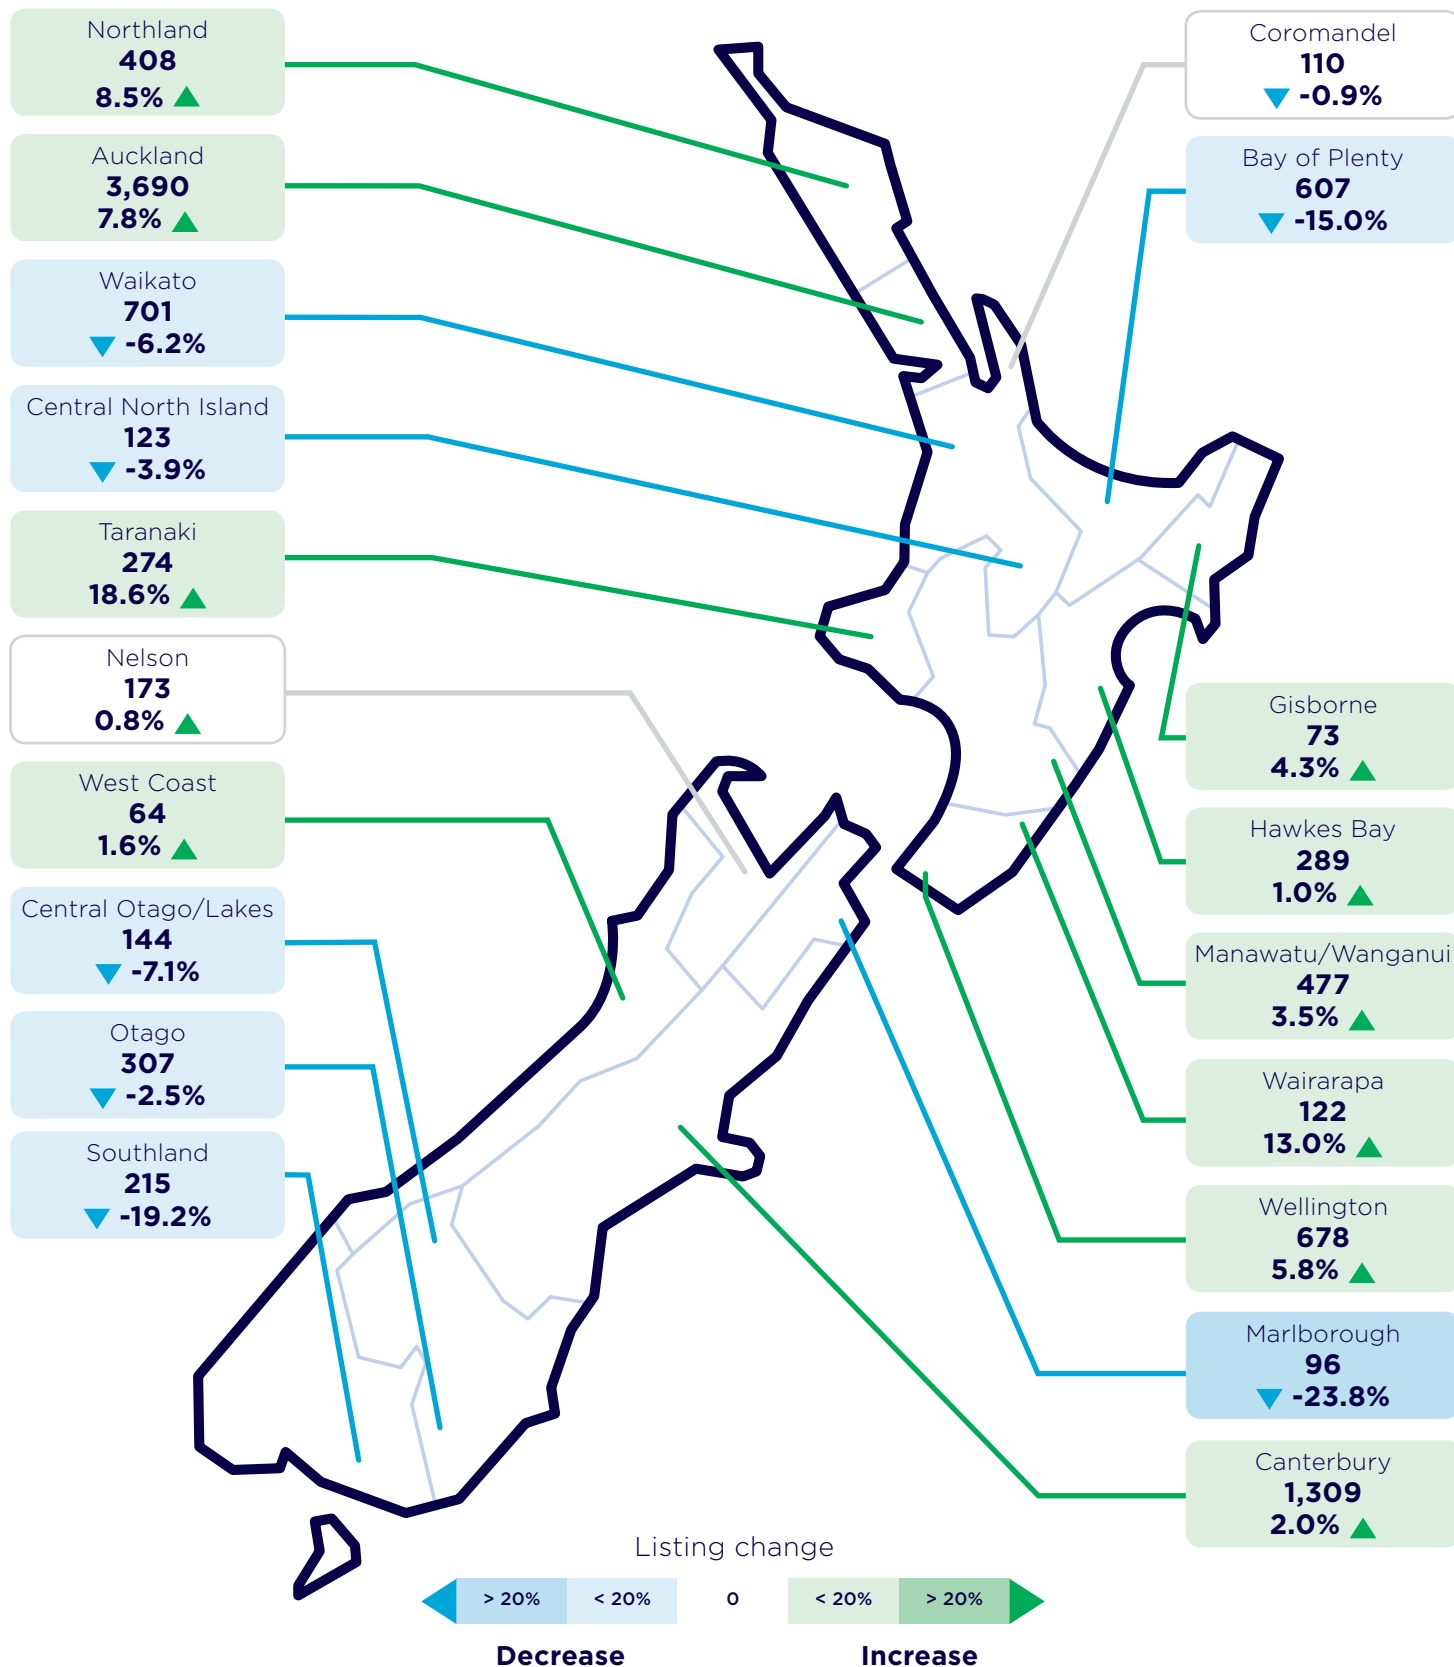 Northland
408
8.5%
Auckland
3,690
7.8%
Waikato
701
-6.2%
Central North Island
123
-3.9%
Taranaki
274
18.6%
Nelson
173
0.8%
West Coast
64
1.6%
Central Otago/Lakes
144
-7.1%
Otago
307
-2.5%
Southland
215
-19.2%
Coromandel
110
-0.9%
Bay of Plenty
607
-15.0%
Gisborne
73
4.3%
Hawkes Bay
289
1.0%
Manawatu/Wanganui
477
3.5%
Wairarapa
122
13.0%
Wellington
678
5.8%
Marlborough
96
-23.8%
Canterbury
1,309
2.0%
Listing change
> 20% < 20% 0 < 20% > 20%
Decrease Increase